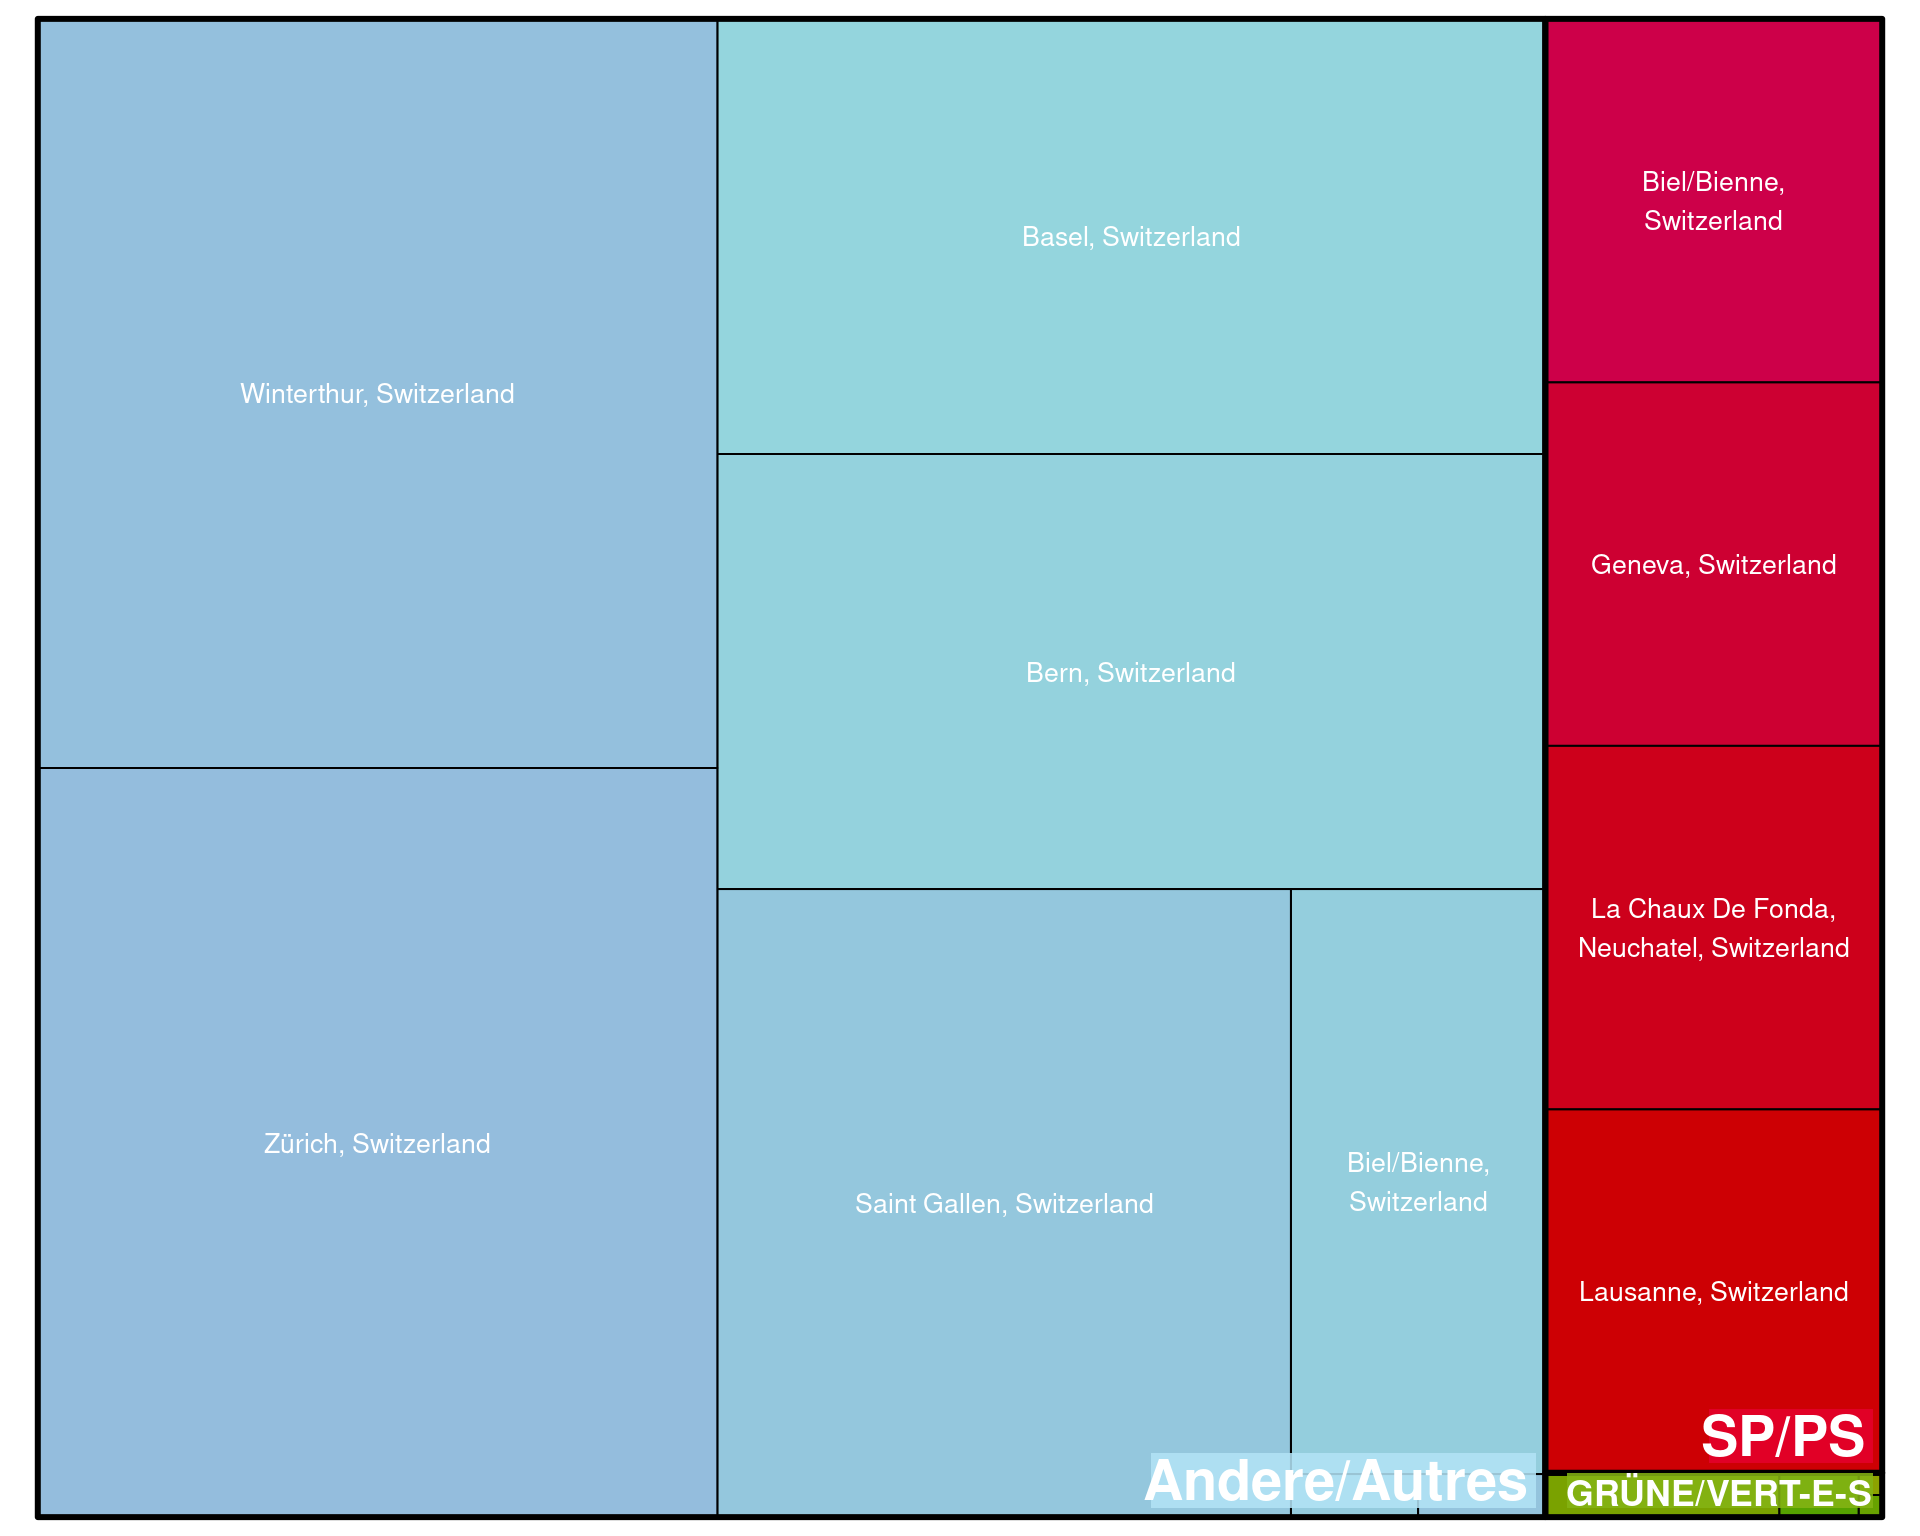 Winterthur, Switzerland
Zürich, Switzerland
Basel, Switzerland
Bern, Switzerland
Saint Gallen, Switzerland
Biel/Bienne,
Switzerland
Andere/Autres
Biel/Bienne,
Switzerland
Geneva, Switzerland
La Chaux De Fonda,
Neuchatel, Switzerland
Lausanne, Switzerland
SP/PS
GRÜNE/VERT-E-S